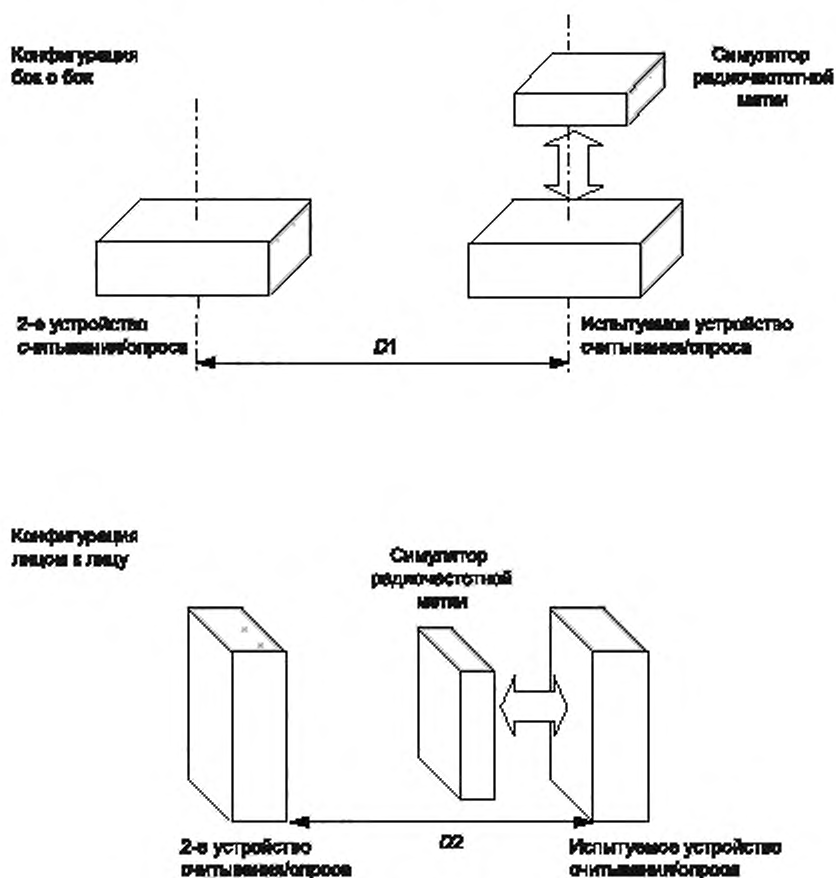 Конфигурация
бок о бок
Симулятор
радиочастотной
метки
2-е устройство
считывания/опроса
D1
Испытуемое устройство
считывания/опроса
Конфигурация
лицом к лицу
Симулятор
радиочастотной
метки
2-е устройство
считывания/опроса
D2
Испытуемое устройство
считывания/опроса